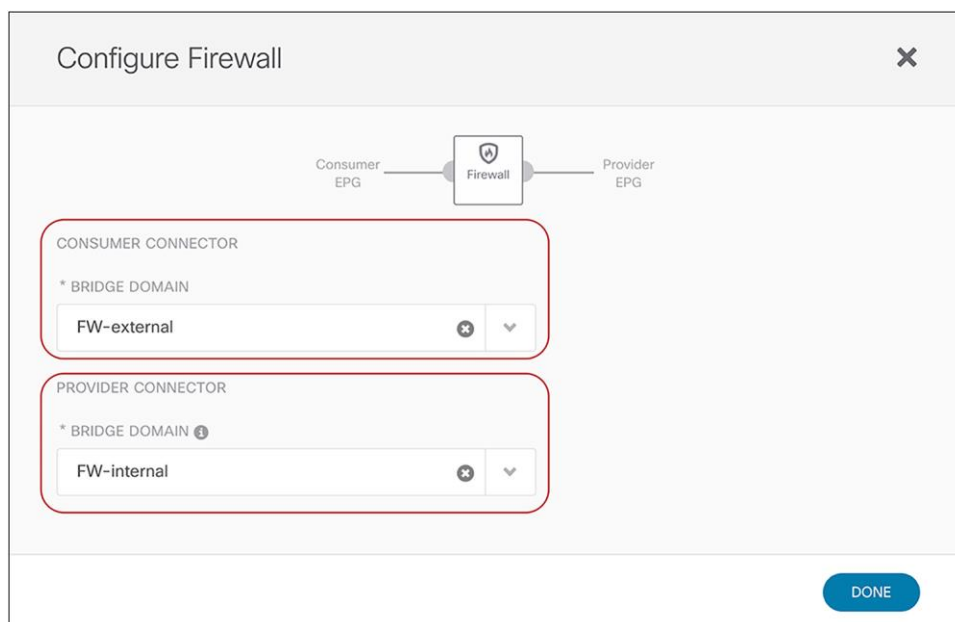 Configure Firewall
Consumer
EPG
Firewall
Provider
EPG
CONSUMER CONNECTOR
* BRIDGE DOMAIN
FW-external
PROVIDER CONNECTOR
* BRIDGE DOMAIN
FW-internal
DONE